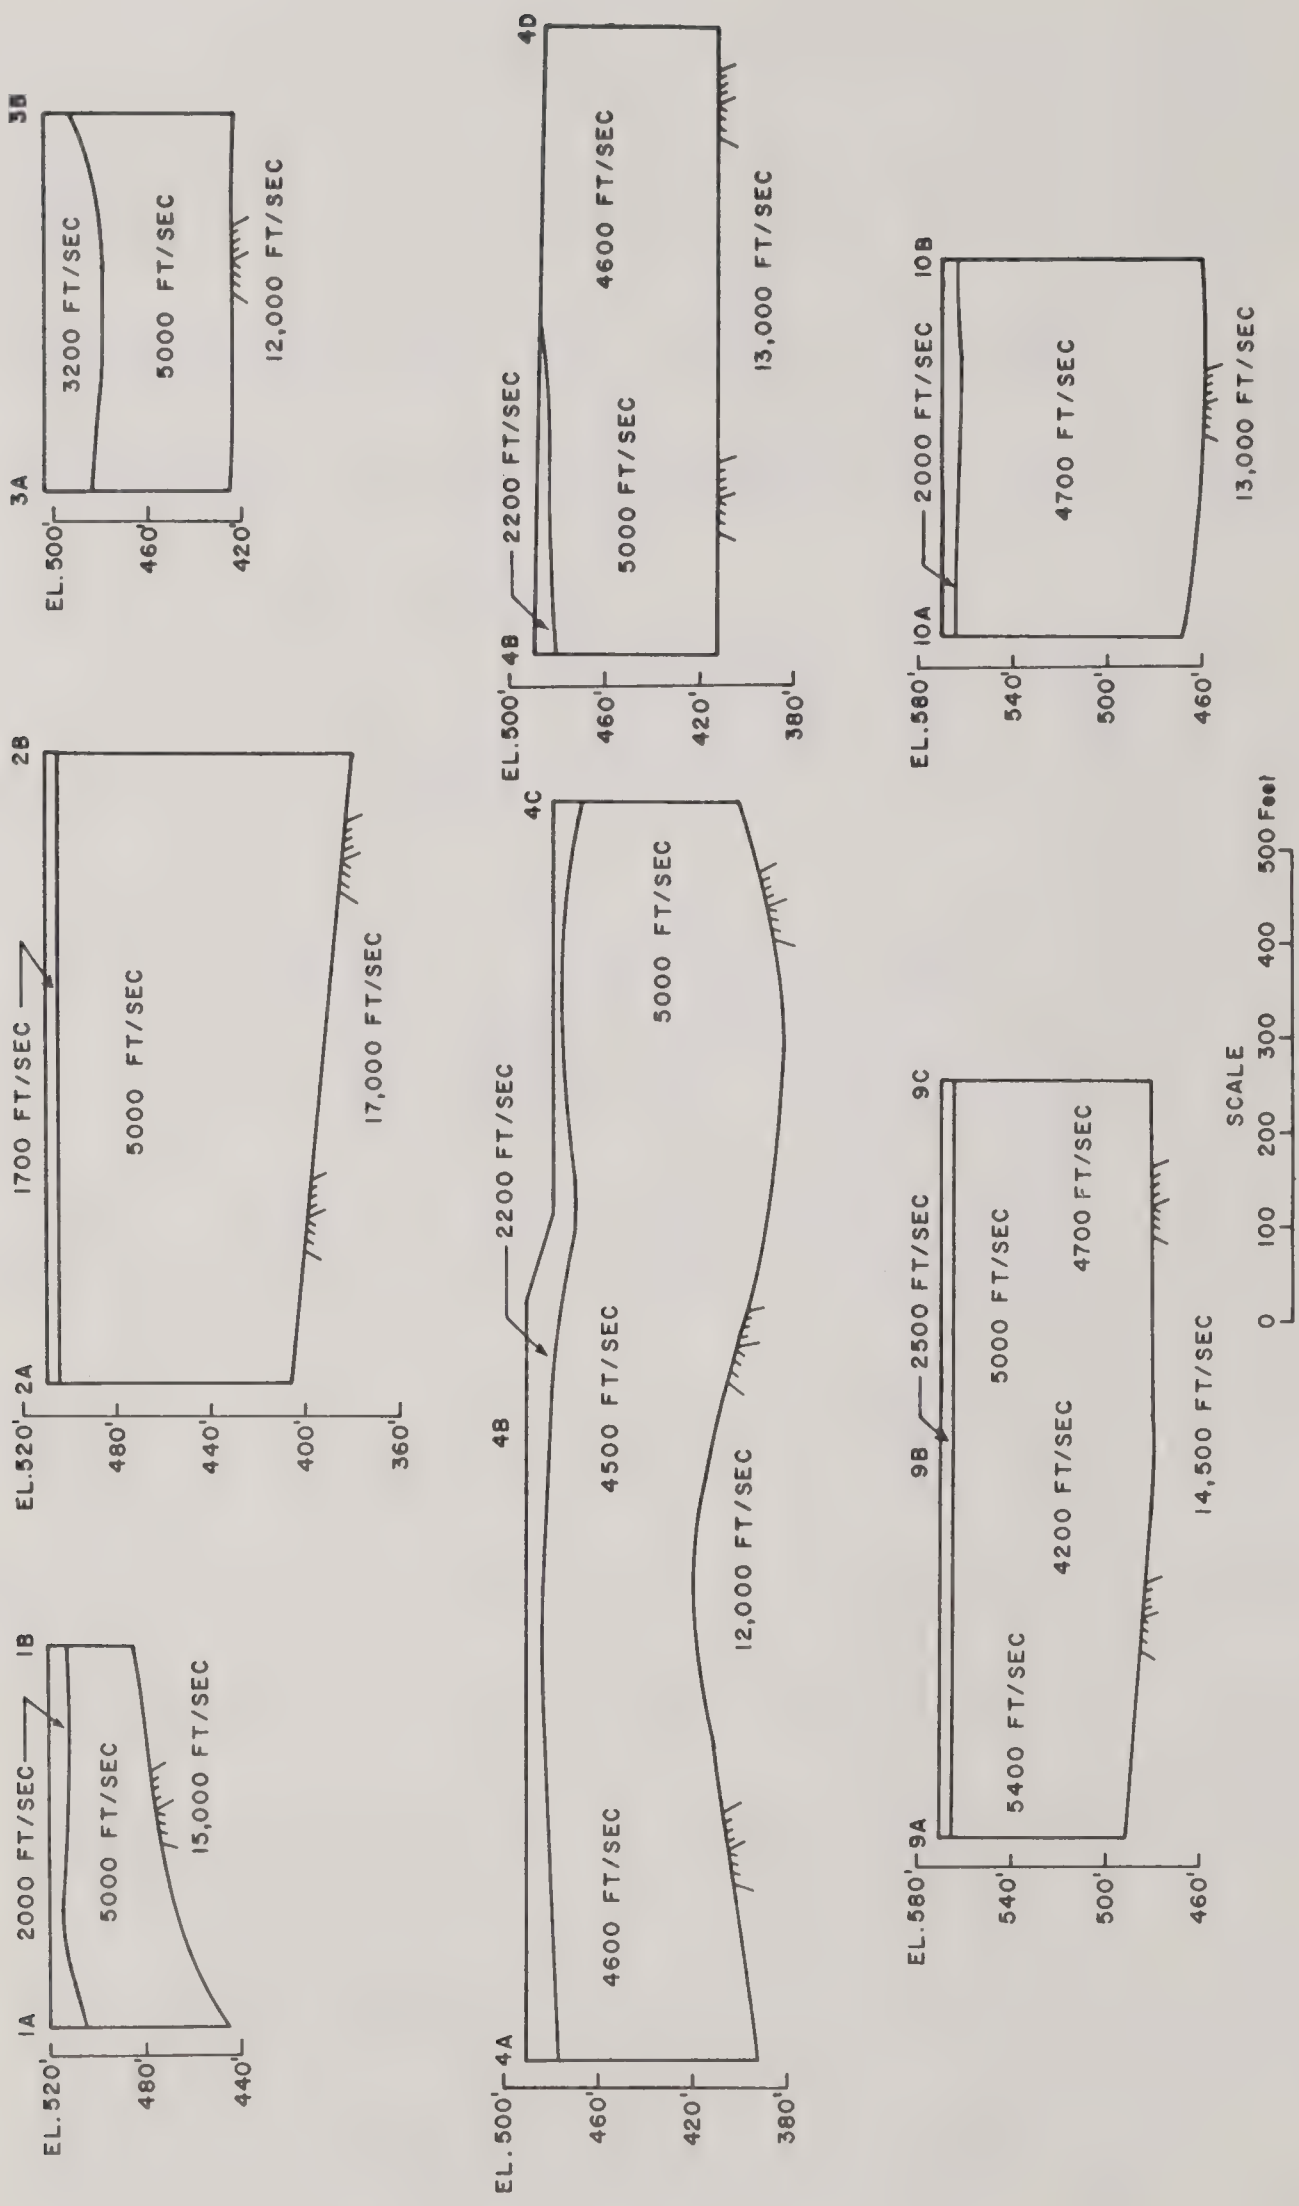 1A
1B
EL.520'
480'
440'
2000 FT/SEC
5000 FT/SEC
15,000 FT/SEC
2A
2B
EL.520'
480'
440'
400'
360'
1700 FT/SEC
5000 FT/SEC
17,000 FT/SEC
3A
3B
EL.500'
460'
420'
3200 FT/SEC
5000 FT/SEC
12,000 FT/SEC
4A
4B
4C
EL.500'
460'
420'
380'
2200 FT/SEC
4600 FT/SEC
4500 FT/SEC
5000 FT/SEC
12,000 FT/SEC
4B
4D
EL.500'
460'
420'
380'
2200 FT/SEC
5000 FT/SEC
4600 FT/SEC
13,000 FT/SEC
9A
9B
9C
EL.580'
540'
500'
460'
2500 FT/SEC
5400 FT/SEC
4200 FT/SEC
5000 FT/SEC
4700 FT/SEC
14,500 FT/SEC
10A
10B
EL.580'
540'
500'
460'
2000 FT/SEC
4700 FT/SEC
13,000 FT/SEC
SCALE
0 100 200 300 400 500 Feet